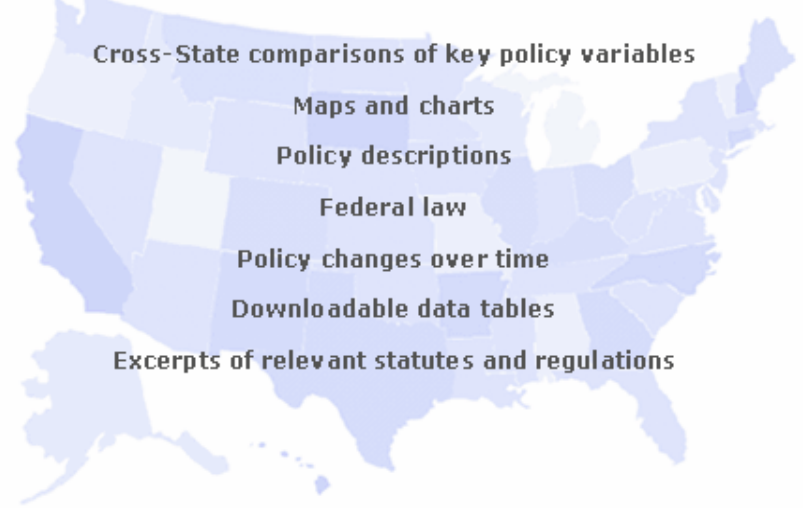 Cross-State comparisons of key policy variables
Maps and charts
Policy descriptions
Federal law
Policy changes over time
Downloadable data tables
Excerpts of relevant statutes and regulations